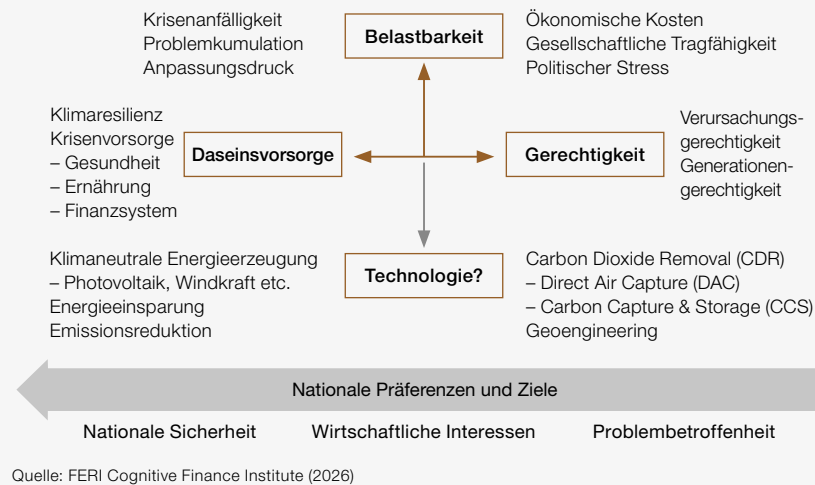 Krisenanfälligkeit
Problemkumulation
Anpassungsdruck
Belastbarkeit
Ökonomische Kosten
Gesellschaftliche Tragfähigkeit
Politischer Stress
Klimaresilienz
Krisenvorsorge
– Gesundheit
– Ernährung
– Finanzsystem
Daseinsvorsorge
Gerechtigkeit
Verursachungs-
gerechtigkeit
Generationen-
gerechtigkeit
Klimaneutrale Energieerzeugung
– Photovoltaik, Windkraft etc.
Energieeinsparung
Emissionsreduktion
Technologie?
Carbon Dioxide Removal (CDR)
– Direct Air Capture (DAC)
– Carbon Capture & Storage (CCS)
Geoengineering
Nationale Präferenzen und Ziele
Nationale Sicherheit
Wirtschaftliche Interessen
Problembetroffenheit
Quelle: FERI Cognitive Finance Institute (2026)